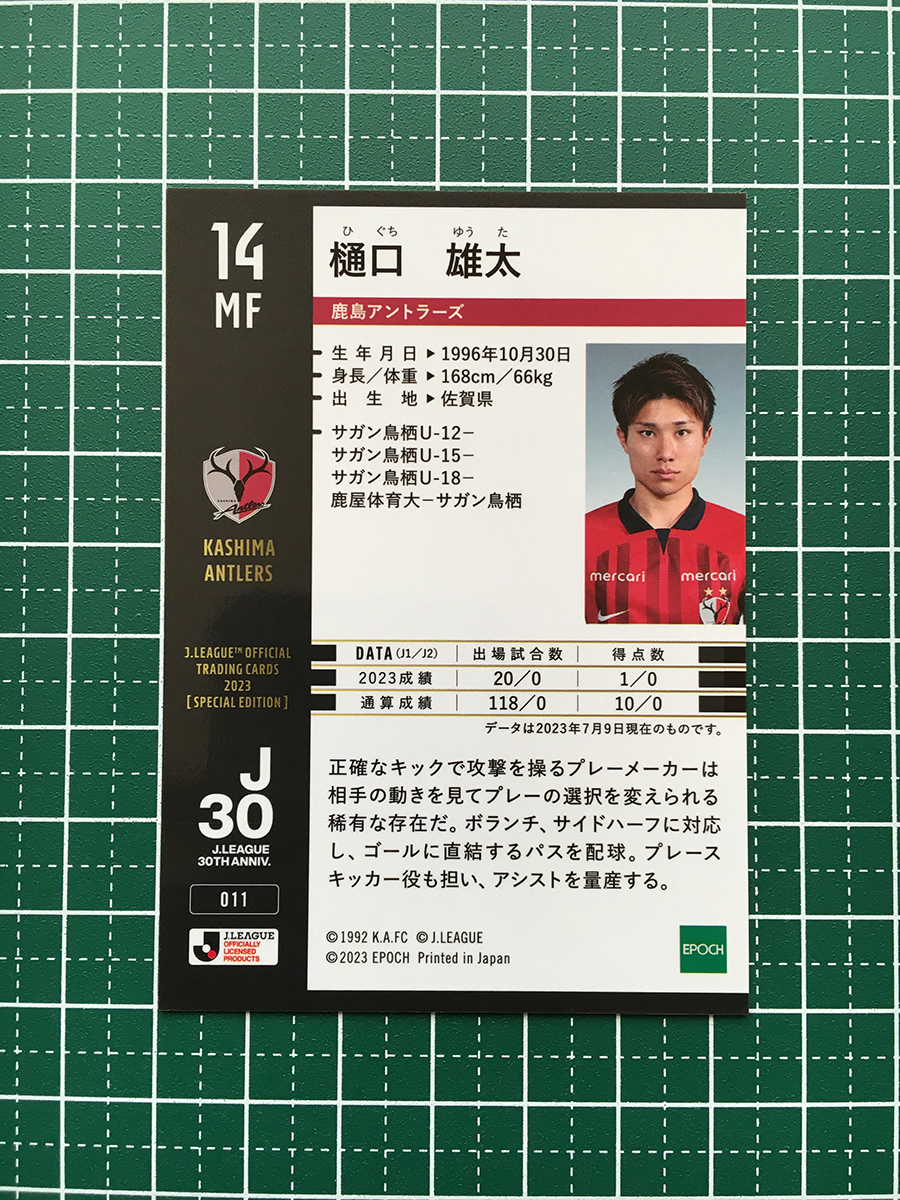 14
MF
KASHIMA
Antlers
KASHIMA
ANTLERS
J.LEAGUE™ OFFICIAL
TRADING CARDS
2023
[ SPECIAL EDITION ]
J
30
J.LEAGUE
30TH ANNIV.
011
J.LEAGUE
OFFICIALLY
LICENSED
PRODUCTS
ひ ぐち ゆう た
樋口 雄太
鹿島アントラーズ
生年月日▶1996年10月30日
身長／体重▶168cm／66kg
出生地▶佐賀県
サガン鳥栖U-12－
サガン鳥栖U-15－
サガン鳥栖U-18－
鹿屋体育大－サガン鳥栖
mercari mercari
DATA（J1／J2） 出場試合数 得点数
2023成績 20／0 1／0
通算成績 118／0 10／0
データは2023年7月9日現在のものです。
正確なキックで攻撃を操るプレーメーカーは
相手の動きを見てプレーの選択を変えられる
稀有な存在だ。ボランチ、サイドハーフに対応
し、ゴールに直結するパスを配球。プレース
キッカー役も担い、アシストを量産する。
©1992 K.A.FC ©J.LEAGUE
©2023 EPOCH Printed in Japan
EPOCH